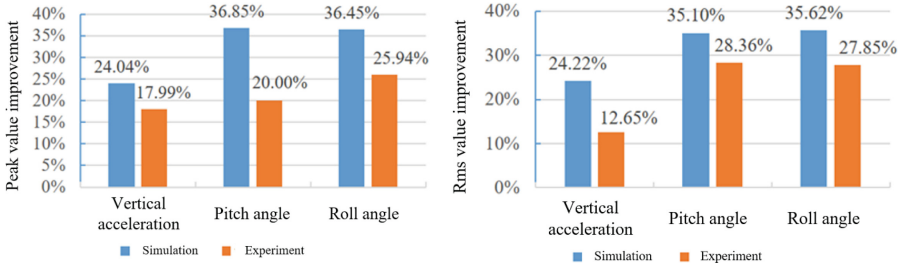 Peak value improvement
40%
35%
30%
25%
20%
15%
10%
5%
0%
24.04%
17.99%
36.85%
20.00%
36.45%
25.94%
Vertical
acceleration
Pitch angle
Roll angle
Simulation
Experiment
Rms value improvement
40%
30%
20%
10%
0%
24.22%
12.65%
35.10%
28.36%
35.62%
27.85%
Vertical
acceleration
Pitch angle
Roll angle
Simulation
Experiment